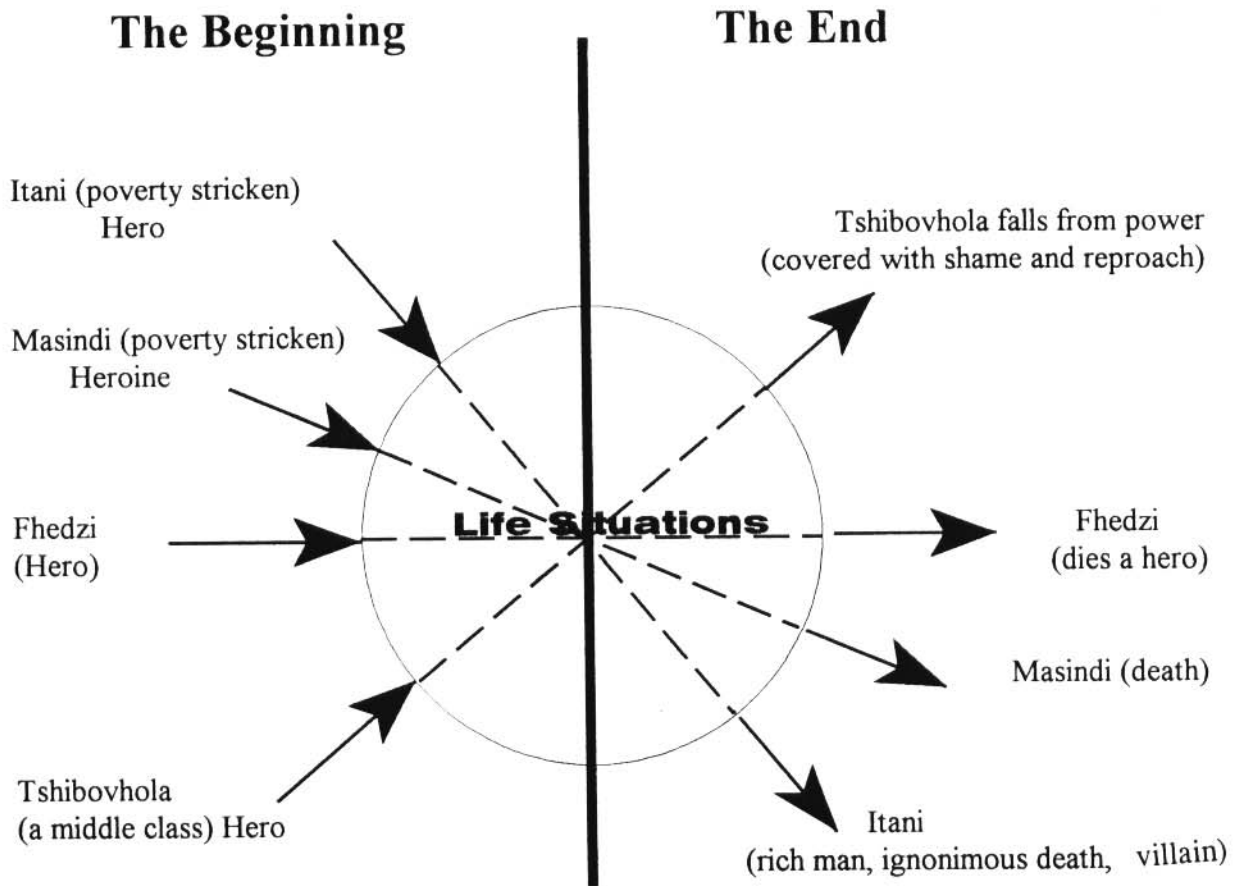 The Beginning
The End
Itani (poverty stricken)
Hero
Masindi (poverty stricken)
Heroine
Fhedzi
(Hero)
Tshibovhola
(a middle class) Hero
Life Situations
Tshibovhola falls from power
(covered with shame and reproach)
Fhedzi
(dies a hero)
Masindi (death)
Itani
(rich man, ignonimous death, villain)